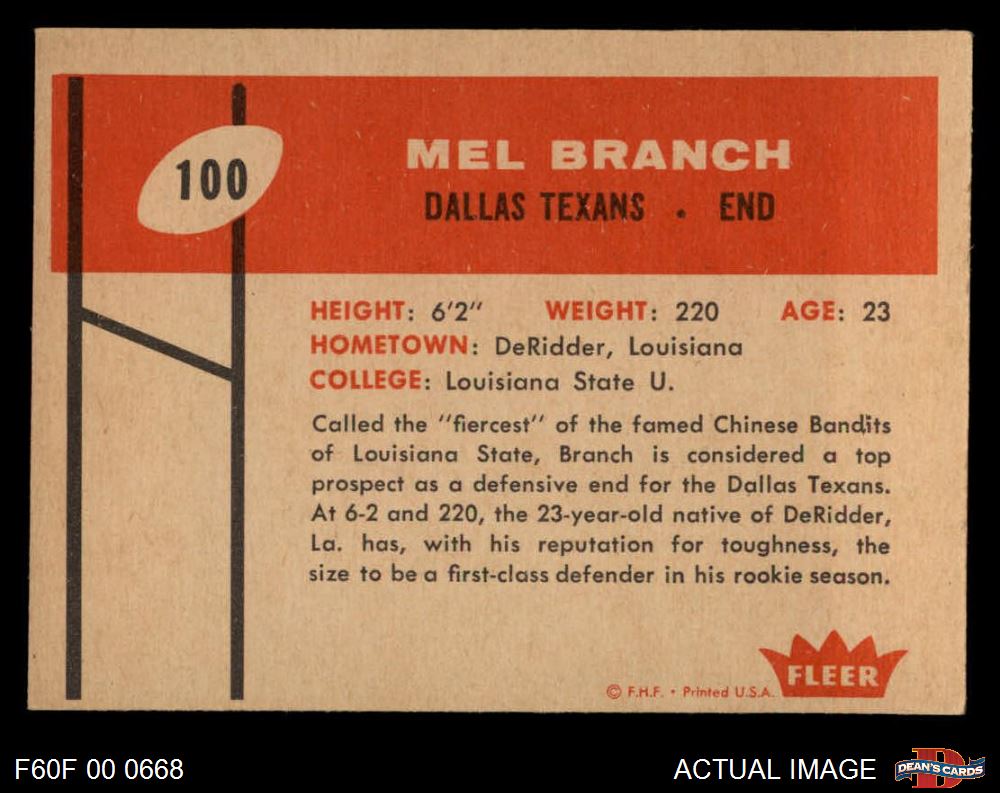 100
MEL BRANCH
DALLAS TEXANS . END
HEIGHT: 6'2" WEIGHT: 220 AGE: 23
HOMETOWN: DeRidder, Louisiana
COLLEGE: Louisiana State U.
Called the "fiercest" of the famed Chinese Bandits
of Louisiana State, Branch is considered a top
prospect as a defensive end for the Dallas Texans.
At 6-2 and 220, the 23-year-old native of DeRidder,
La. has, with his reputation for toughness, the
size to be a first-class defender in his rookie season.
FLEER
© F.H.F. • Printed U.S.A.
F60F 00 0668
ACTUAL IMAGE
DEAN'S CARDS